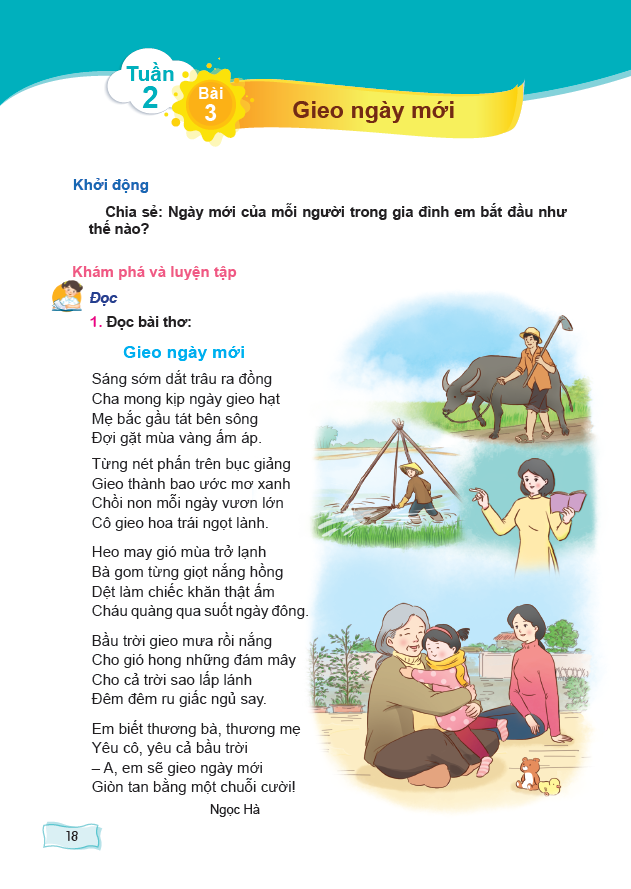 Tuần
2
Bài
3
Gieo ngày mới
Khởi động
Chia sẻ: Ngày mới của mỗi người trong gia đình em bắt đầu như
thế nào?
Khám phá và luyện tập
Đọc
1. Đọc bài thơ:
Gieo ngày mới
Sáng sớm dắt trâu ra đồng
Cha mong kịp ngày gieo hạt
Mẹ bắc gầu tát bên sông
Đợi gặt mùa vàng ấm áp.
Từng nét phấn trên bục giảng
Gieo thành bao ước mơ xanh
Chồi non mỗi ngày vươn lớn
Cô gieo hoa trái ngọt lành.
Heo may gió mùa trở lạnh
Bà gom từng giọt nắng hồng
Dệt làm chiếc khăn thật ấm
Cháu quàng qua suốt ngày đông.
Bầu trời gieo mưa rồi nắng
Cho gió hong những đám mây
Cho cả trời sao lấp lánh
Đêm đêm ru giấc ngủ say.
Em biết thương bà, thương mẹ
Yêu cô, yêu cả bầu trời
– A, em sẽ gieo ngày mới
Giòn tan bằng một chuỗi cười!
Ngọc Hà
18